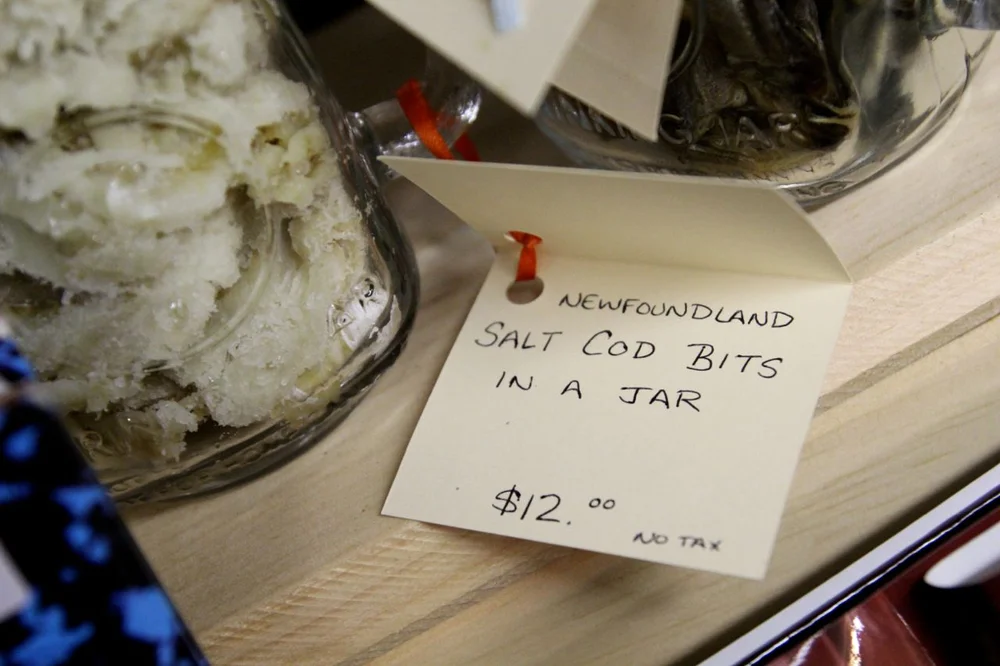 NEWFOUNDLAND
SALT COD BITS
IN A JAR
$12.00
NO TAX